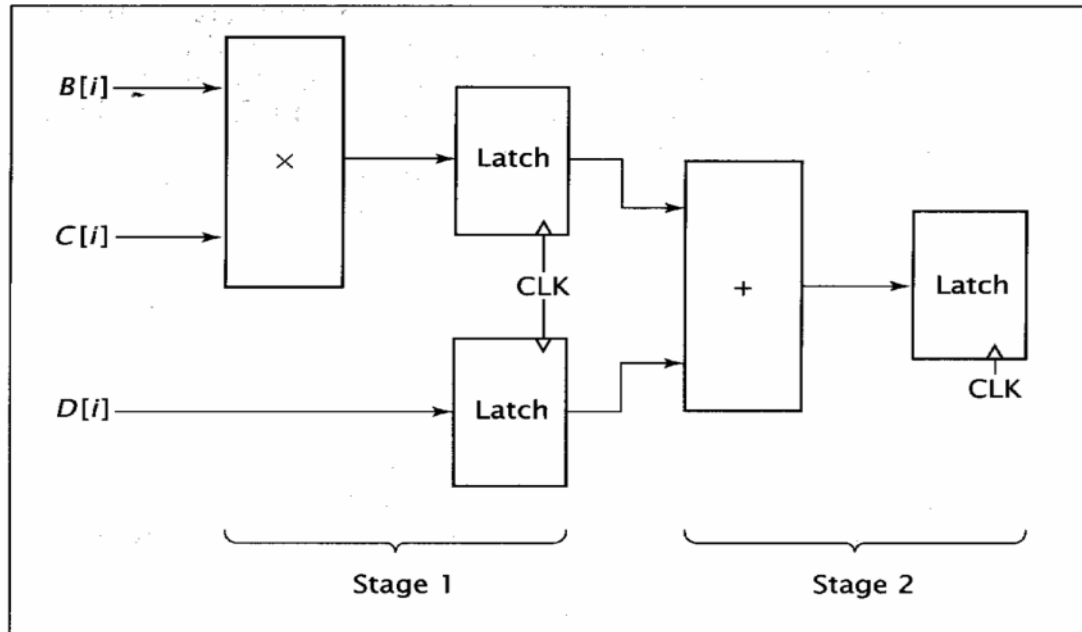 B[i]
×
Latch
C[i]
CLK
+
Latch
D[i]
Latch
CLK
Stage 1
Stage 2